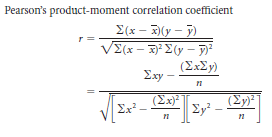 Pearson's product-moment correlation coefficient
r = Σ(x − x̄)(y − ȳ) / √Σ(x − x̄)² Σ(y − ȳ)²
= Σxy − (ΣxΣy)/n / √[Σx² − (Σx)²/n][Σy² − (Σy)²/n]